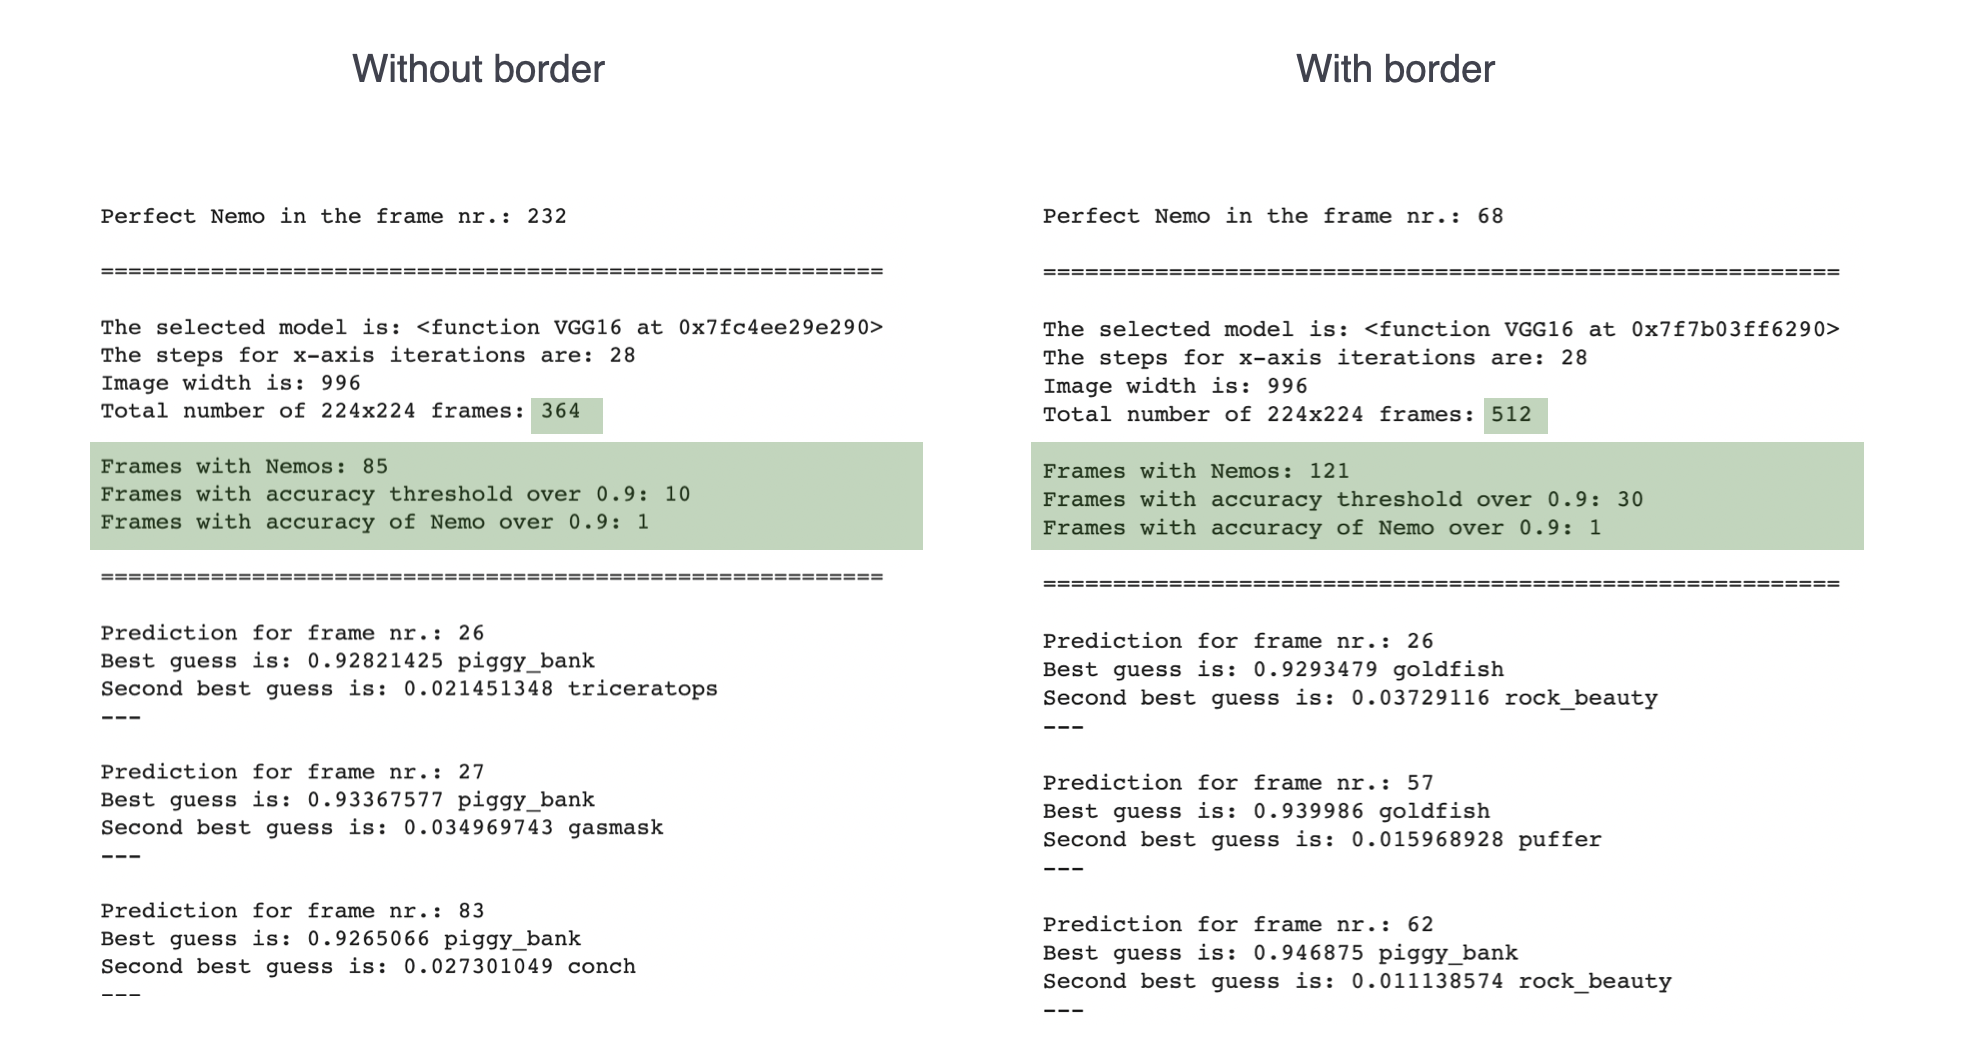 Without border
Perfect Nemo in the frame nr.: 232
=========================================================
The selected model is: <function VGG16 at 0x7fc4ee29e290>
The steps for x-axis iterations are: 28
Image width is: 996
Total number of 224x224 frames: 364
Frames with Nemos: 85
Frames with accuracy threshold over 0.9: 10
Frames with accuracy of Nemo over 0.9: 1
=========================================================
Prediction for frame nr.: 26
Best guess is: 0.92821425 piggy_bank
Second best guess is: 0.021451348 triceratops
---
Prediction for frame nr.: 27
Best guess is: 0.93367577 piggy_bank
Second best guess is: 0.034969743 gasmask
---
Prediction for frame nr.: 83
Best guess is: 0.9265066 piggy_bank
Second best guess is: 0.027301049 conch
---
With border
Perfect Nemo in the frame nr.: 68
=========================================================
The selected model is: <function VGG16 at 0x7f7b03ff6290>
The steps for x-axis iterations are: 28
Image width is: 996
Total number of 224x224 frames: 512
Frames with Nemos: 121
Frames with accuracy threshold over 0.9: 30
Frames with accuracy of Nemo over 0.9: 1
=========================================================
Prediction for frame nr.: 26
Best guess is: 0.9293479 goldfish
Second best guess is: 0.03729116 rock_beauty
---
Prediction for frame nr.: 57
Best guess is: 0.939986 goldfish
Second best guess is: 0.015968928 puffer
---
Prediction for frame nr.: 62
Best guess is: 0.946875 piggy_bank
Second best guess is: 0.011138574 rock_beauty
---